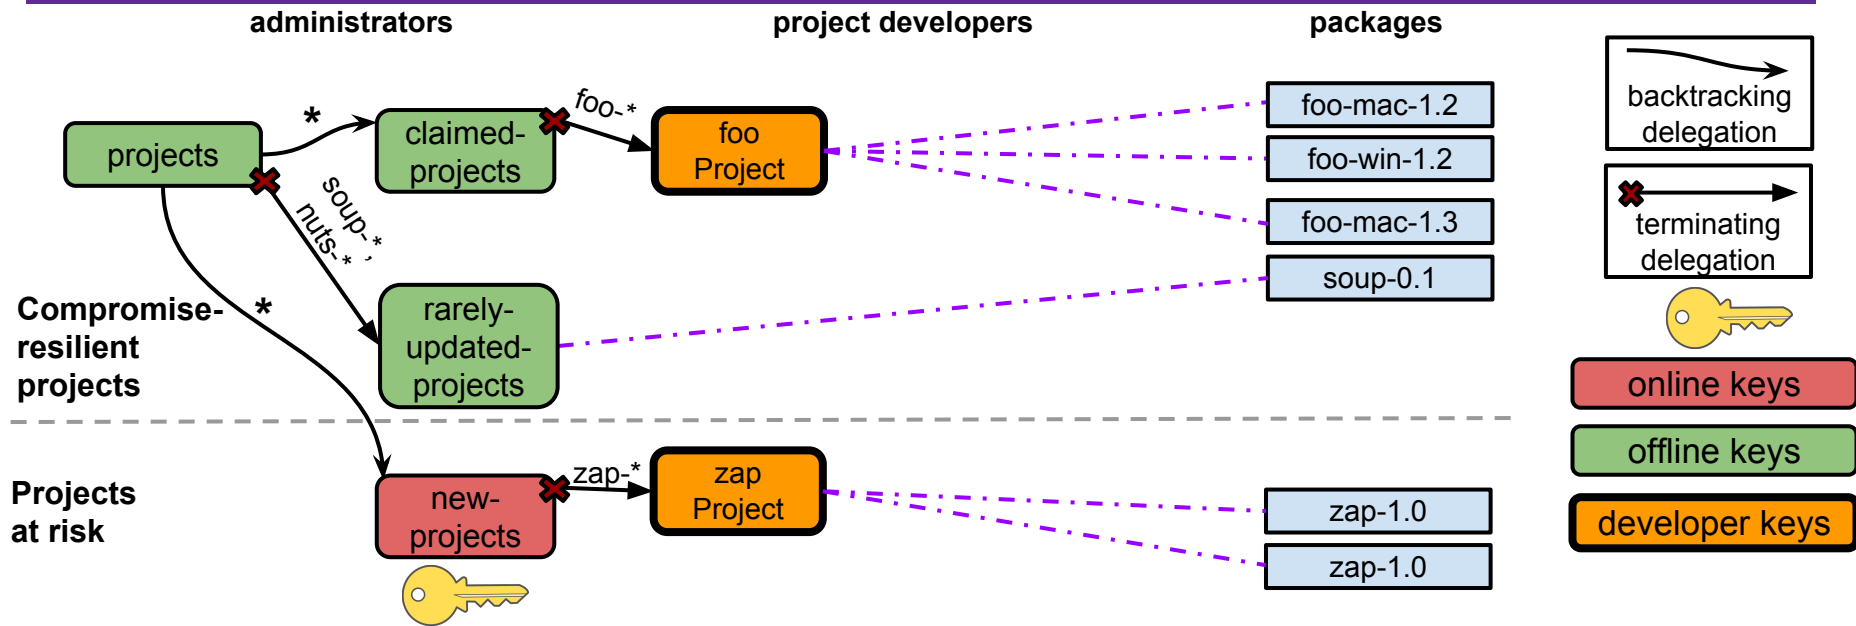 administrators
project developers
packages
projects
*
claimed-
projects
foo-*
foo
Project
foo-mac-1.2
foo-win-1.2
foo-mac-1.3
soup-0.1
soup-*,
nuts-*
*
rarely-
updated-
projects
Compromise-
resilient
projects
Projects
at risk
new-
projects
zap-*
zap
Project
zap-1.0
zap-1.0
backtracking
delegation
terminating
delegation
online keys
offline keys
developer keys